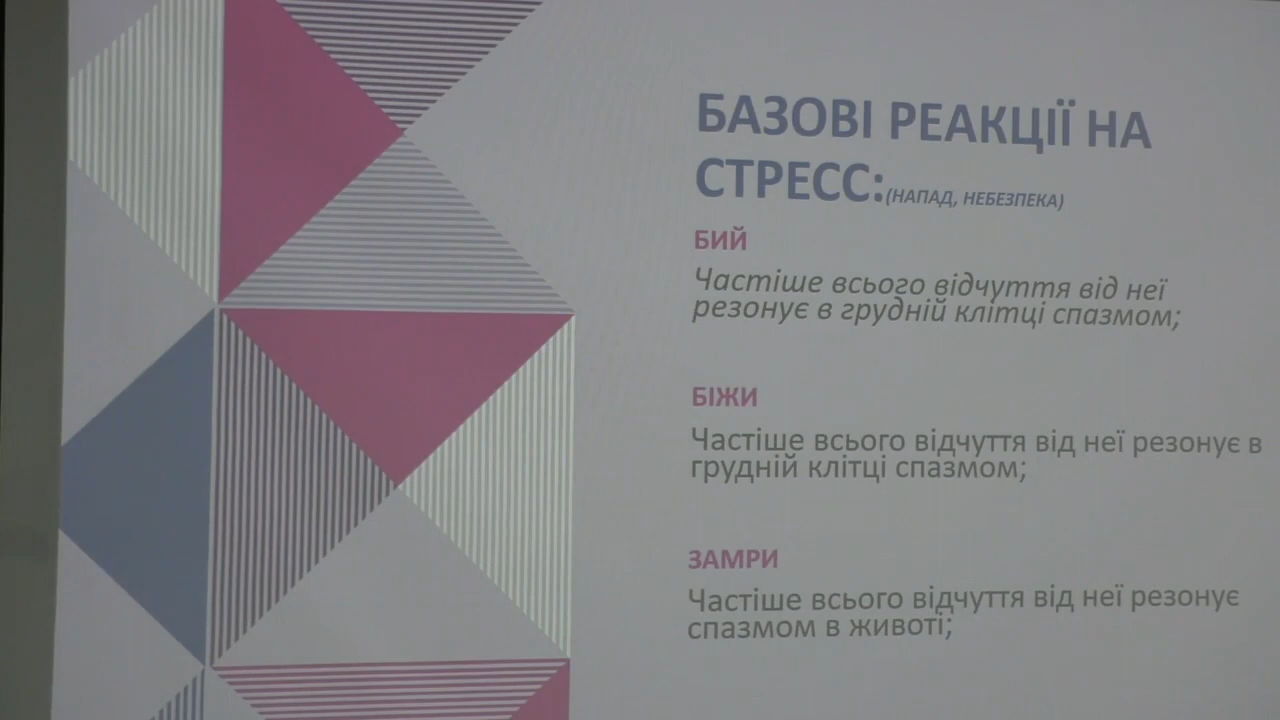 БАЗОВІ РЕАКЦІЇ НА
СТРЕСС:(НАПАД, НЕБЕЗПЕКА)
БИЙ
Частіше всього відчуття від неї
резонує в грудній клітці спазмом;
БІЖИ
Частіше всього відчуття від неї резонує в
грудній клітці спазмом;
ЗАМРИ
Частіше всього відчуття від неї резонує
спазмом в животі;